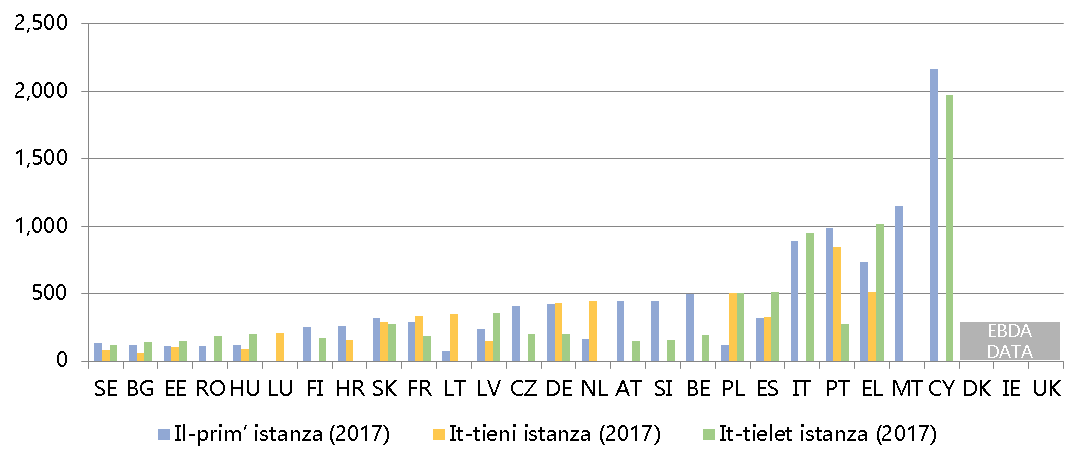 2,500
2,000
1,500
1,000
500
0
EBDA
DATA
SE BG EE RO HU LU FI HR SK FR LT LV CZ DE NL AT SI BE PL ES IT PT EL MT CY DK IE UK
Il-prim’ istanza (2017) It-tieni istanza (2017) It-tielet istanza (2017)